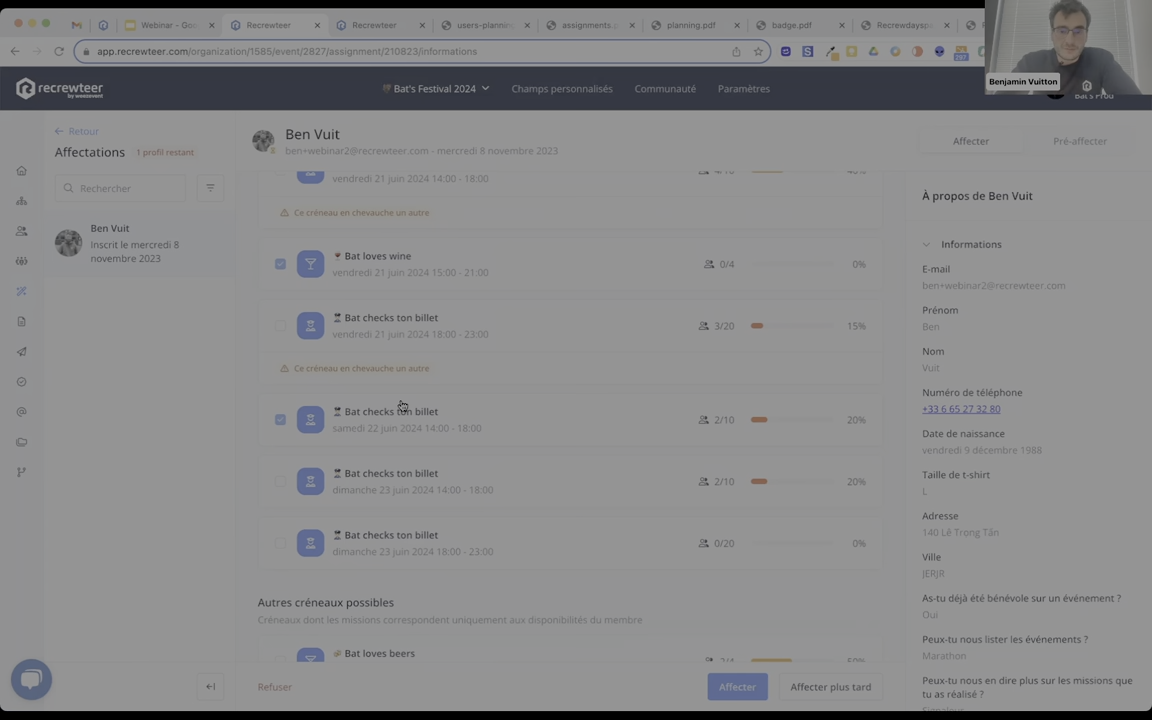 Webinar - Go
Recrewteer
Recrewteer
users-planning
assignments.
planning.pdf
badge.pdf
Recrewdaysp
app.recrewteer.com/organization/1585/event/2827/assignment/210823/informations
Benjamin Vuitton
recrewteer
by weezevent
Bat's Festival 2024
Champs personnalisés
Communauté
Paramètres
Bat's Prod
Retour
Affectations
1 profil restant
Rechercher
Ben Vuit
Inscrit le mercredi 8
novembre 2023
Ben Vuit
ben+webinar2@recrewteer.com - mercredi 8 novembre 2023
Affecter
Pré-affecter
vendredi 21 juin 2024 14:00 - 18:00
4/10
40%
Ce créneau en chevauche un autre
Bat loves wine
vendredi 21 juin 2024 15:00 - 21:00
0/4
0%
Bat checks ton billet
vendredi 21 juin 2024 18:00 - 23:00
3/20
15%
Ce créneau en chevauche un autre
Bat checks ton billet
samedi 22 juin 2024 14:00 - 18:00
2/10
20%
Bat checks ton billet
dimanche 23 juin 2024 14:00 - 18:00
2/10
20%
Bat checks ton billet
dimanche 23 juin 2024 18:00 - 23:00
0/20
0%
Autres créneaux possibles
Créneaux dont les missions correspondent uniquement aux disponibilités du membre
Bat loves beers
2/4
50%
Refuser
Affecter
Affecter plus tard
À propos de Ben Vuit
Informations
E-mail
ben+webinar2@recrewteer.com
Prénom
Ben
Nom
Vuit
Numéro de téléphone
+33 6 65 27 32 80
Date de naissance
vendredi 9 décembre 1988
Taille de t-shirt
L
Adresse
140 Lê Trọng Tấn
Ville
jERJR
As-tu déjà été bénévole sur un événement ?
Oui
Peux-tu nous lister les événements ?
Marathon
Peux-tu nous en dire plus sur les missions que
tu as réalisé ?